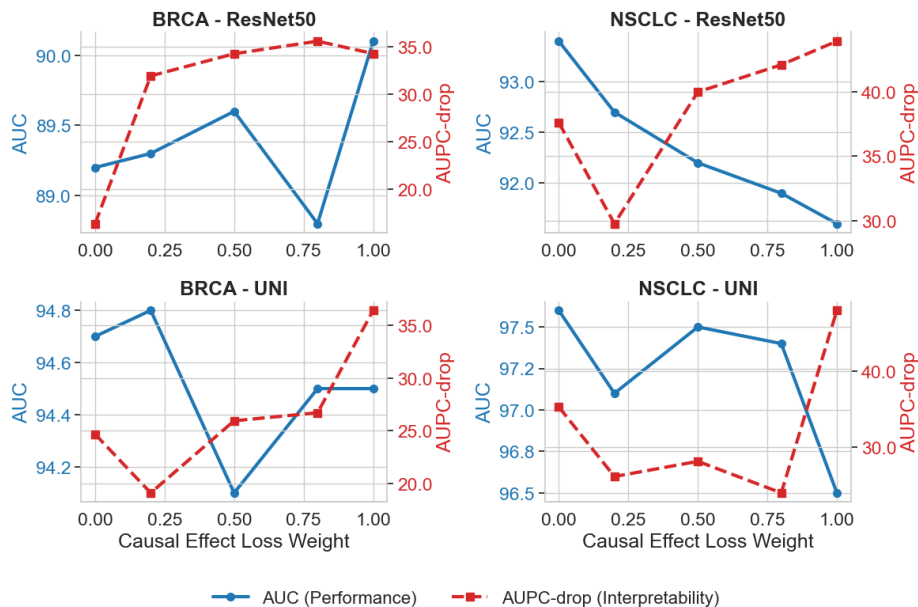 BRCA - ResNet50
90.0
89.5
89.0
AUC
35.0
30.0
25.0
20.0
AUPC-drop
0.00 0.25 0.50 0.75 1.00
NSCLC - ResNet50
93.0
92.5
92.0
AUC
40.0
35.0
30.0
AUPC-drop
0.00 0.25 0.50 0.75 1.00
BRCA - UNI
94.8
94.6
94.4
94.2
AUC
35.0
30.0
25.0
20.0
AUPC-drop
0.00 0.25 0.50 0.75 1.00
Causal Effect Loss Weight
NSCLC - UNI
97.5
97.2
97.0
96.8
96.5
AUC
40.0
30.0
AUPC-drop
0.00 0.25 0.50 0.75 1.00
Causal Effect Loss Weight
AUC (Performance)
AUPC-drop (Interpretability)